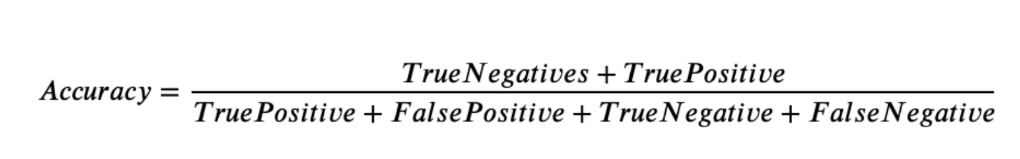 Accuracy = TrueNegatives + TruePositive / TruePositive + FalsePositive + TrueNegative + FalseNegative